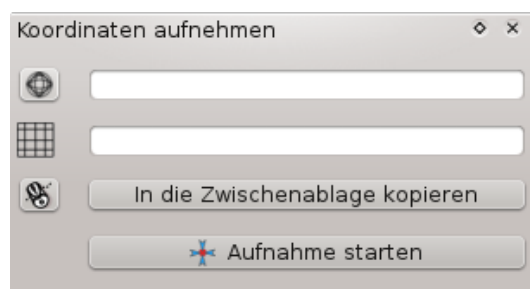 Koordinaten aufnehmen
In die Zwischenablage kopieren
Aufnahme starten